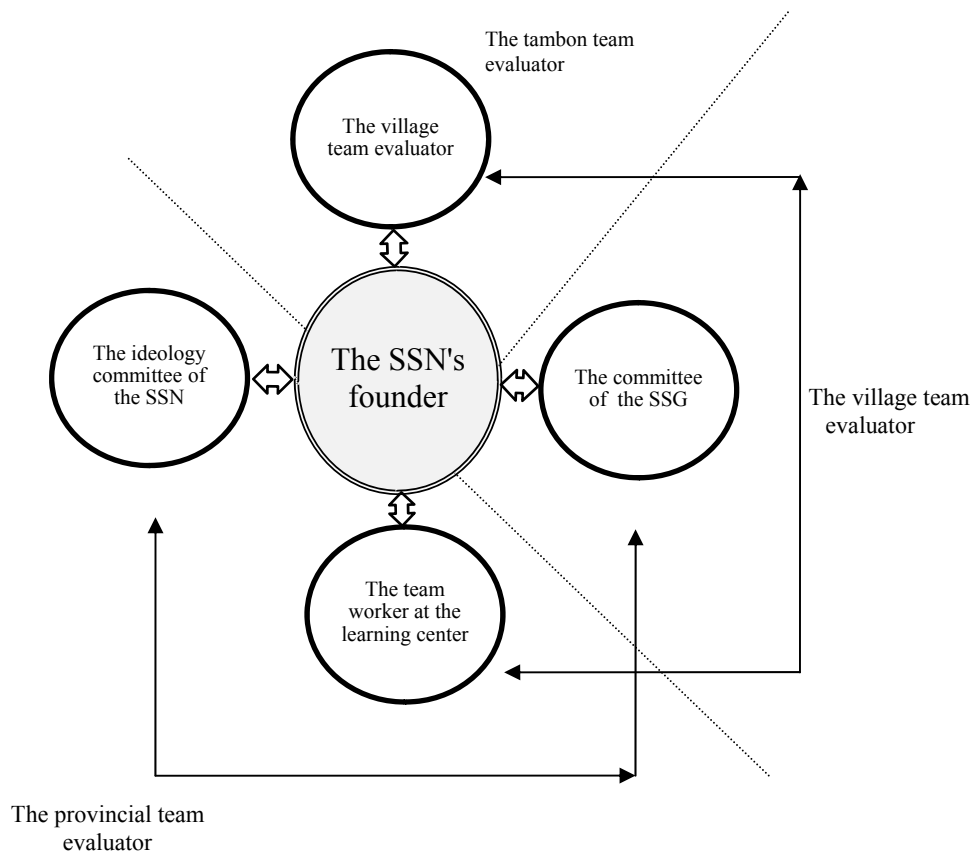 The tambon team
evaluator
The village
team evaluator
The ideology
committee of
the SSN
The SSN's
founder
The committee
of the SSG
The village team
evaluator
The team
worker at the
learning center
The provincial team
evaluator